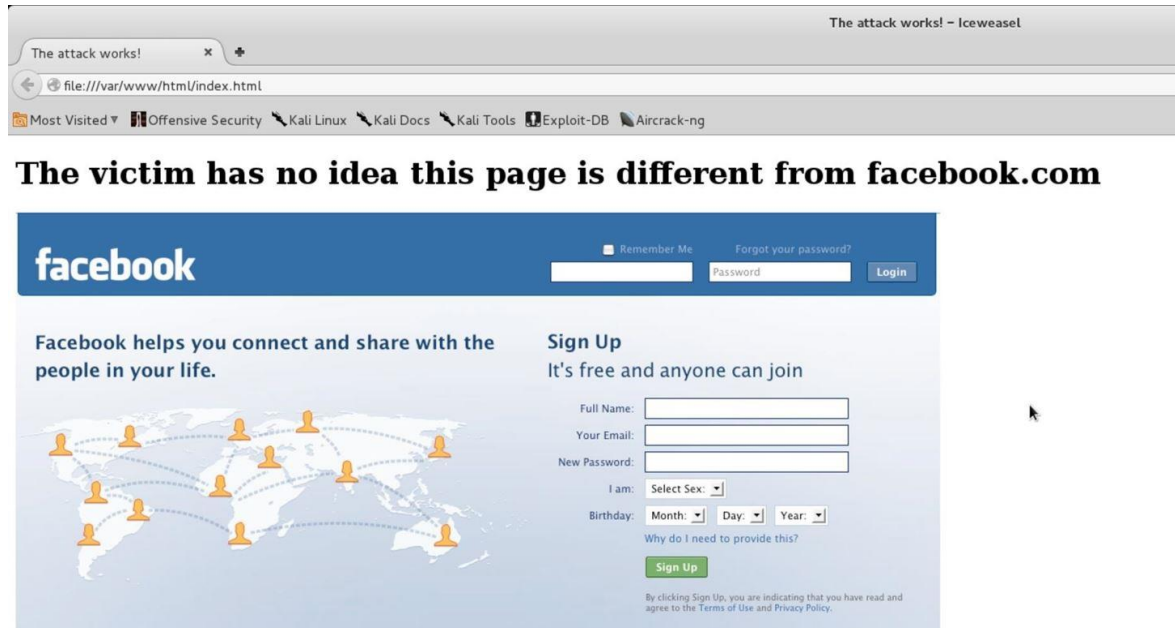 The attack works! – Iceweasel
The attack works!
file:///var/www/html/index.html
Most Visited Offensive Security Kali Linux Kali Docs Kali Tools Exploit-DB Aircrack-ng
The victim has no idea this page is different from facebook.com
Remember Me Forgot your password?
facebook Password Login
Facebook helps you connect and share with the
people in your life.
Sign Up
It's free and anyone can join
Full Name:
Your Email:
New Password:
I am: Select Sex:
Birthday: Month: Day: Year:
Why do I need to provide this?
Sign Up
By clicking Sign Up, you are indicating that you have read and
agree to the Terms of Use and Privacy Policy.